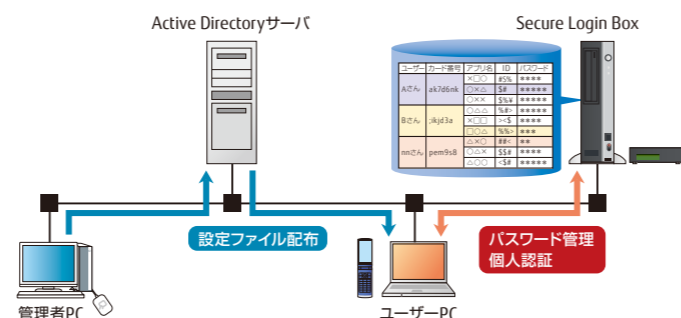 Active Directoryサーバ
Secure Login Box
ユーザー カード番号 アプリ名 ID パスワード
Aさん ak7d6nk
×□○ #$% ****
○×△ $# *****
○×× $%¥ *****
Bさん ;ikjd3a
○△△ %#> *****
×□□ ><$ ****
□○△ %%> ***
nnさん pem9s8
△×○ ##< **
○△× $$# ****
△○○ <$# *****
設定ファイル配布
パスワード管理
個人認証
管理者PC
ユーザーPC